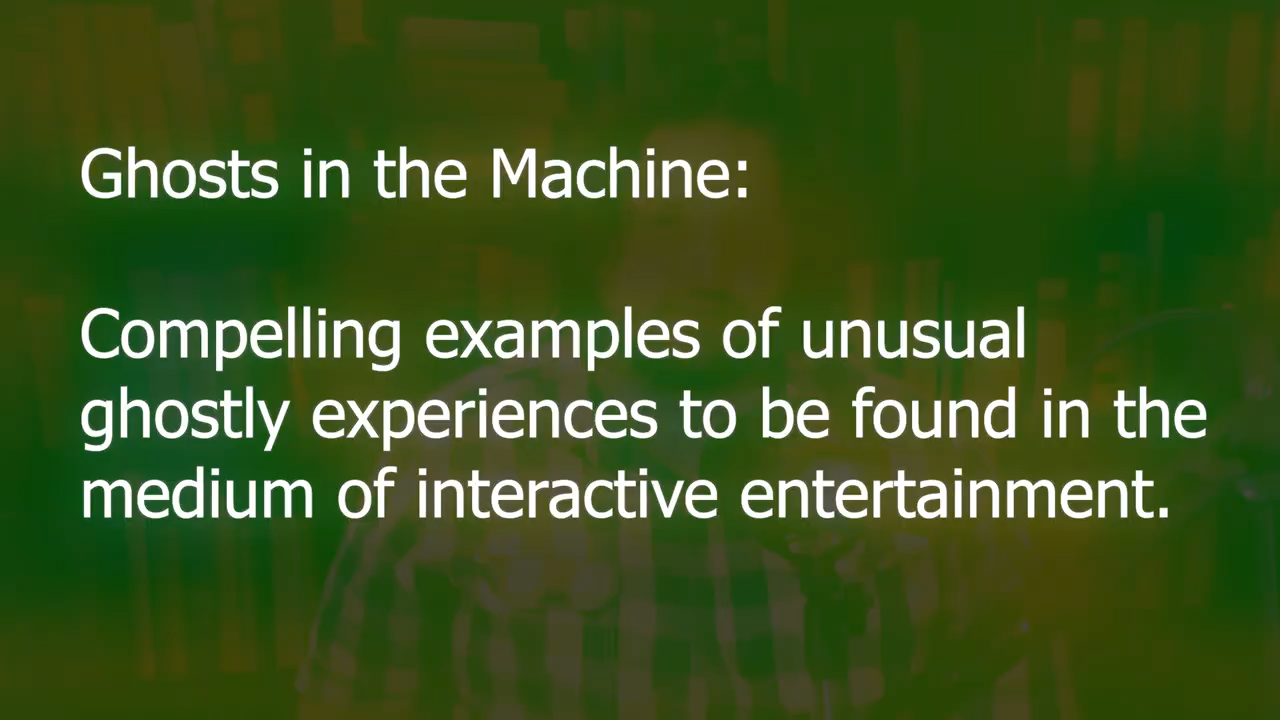 Ghosts in the Machine:
Compelling examples of unusual
ghostly experiences to be found in the
medium of interactive entertainment.